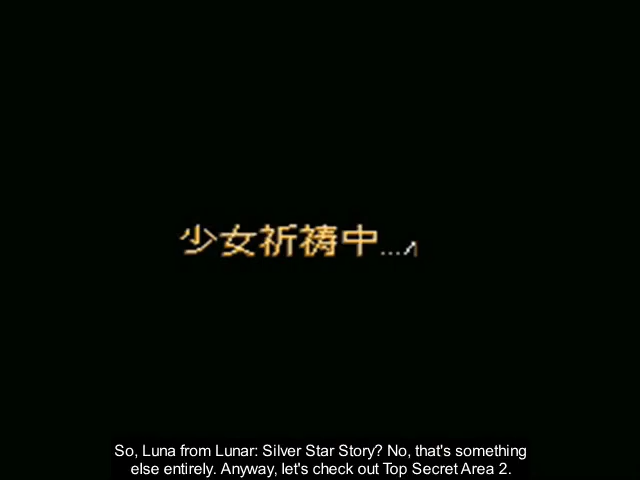 少女祈祷中...
So, Luna from Lunar: Silver Star Story? No, that's something
else entirely. Anyway, let's check out Top Secret Area 2.